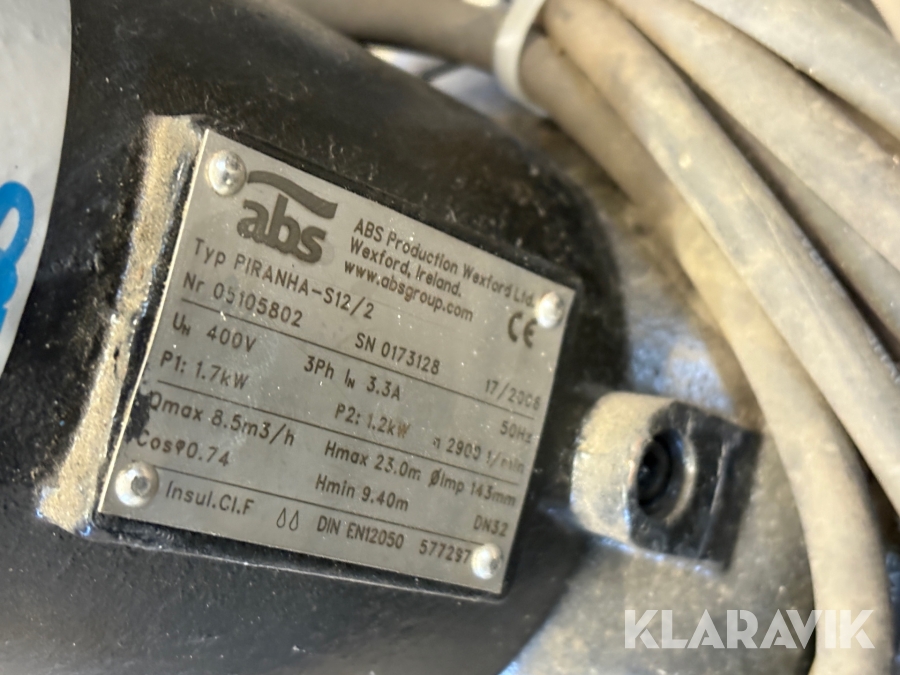 abs
ABS Production Wexford Ltd.
Wexford, Ireland.
www.absgroup.com
Typ PIRANHA-S12/2
CE
Nr 05105802 SN 0173128 17/2008
UN 400V 3Ph IN 3.3A 50Hz
P1: 1.7kW P2: 1.2kW n 2900 1/min
Qmax 8.5m3/h Hmax 23.0m ØImp 143mm
Cosφ0.74 Hmin 9.40m DN32
Insul.Cl.F DIN EN12050 577297
KLARAVIK